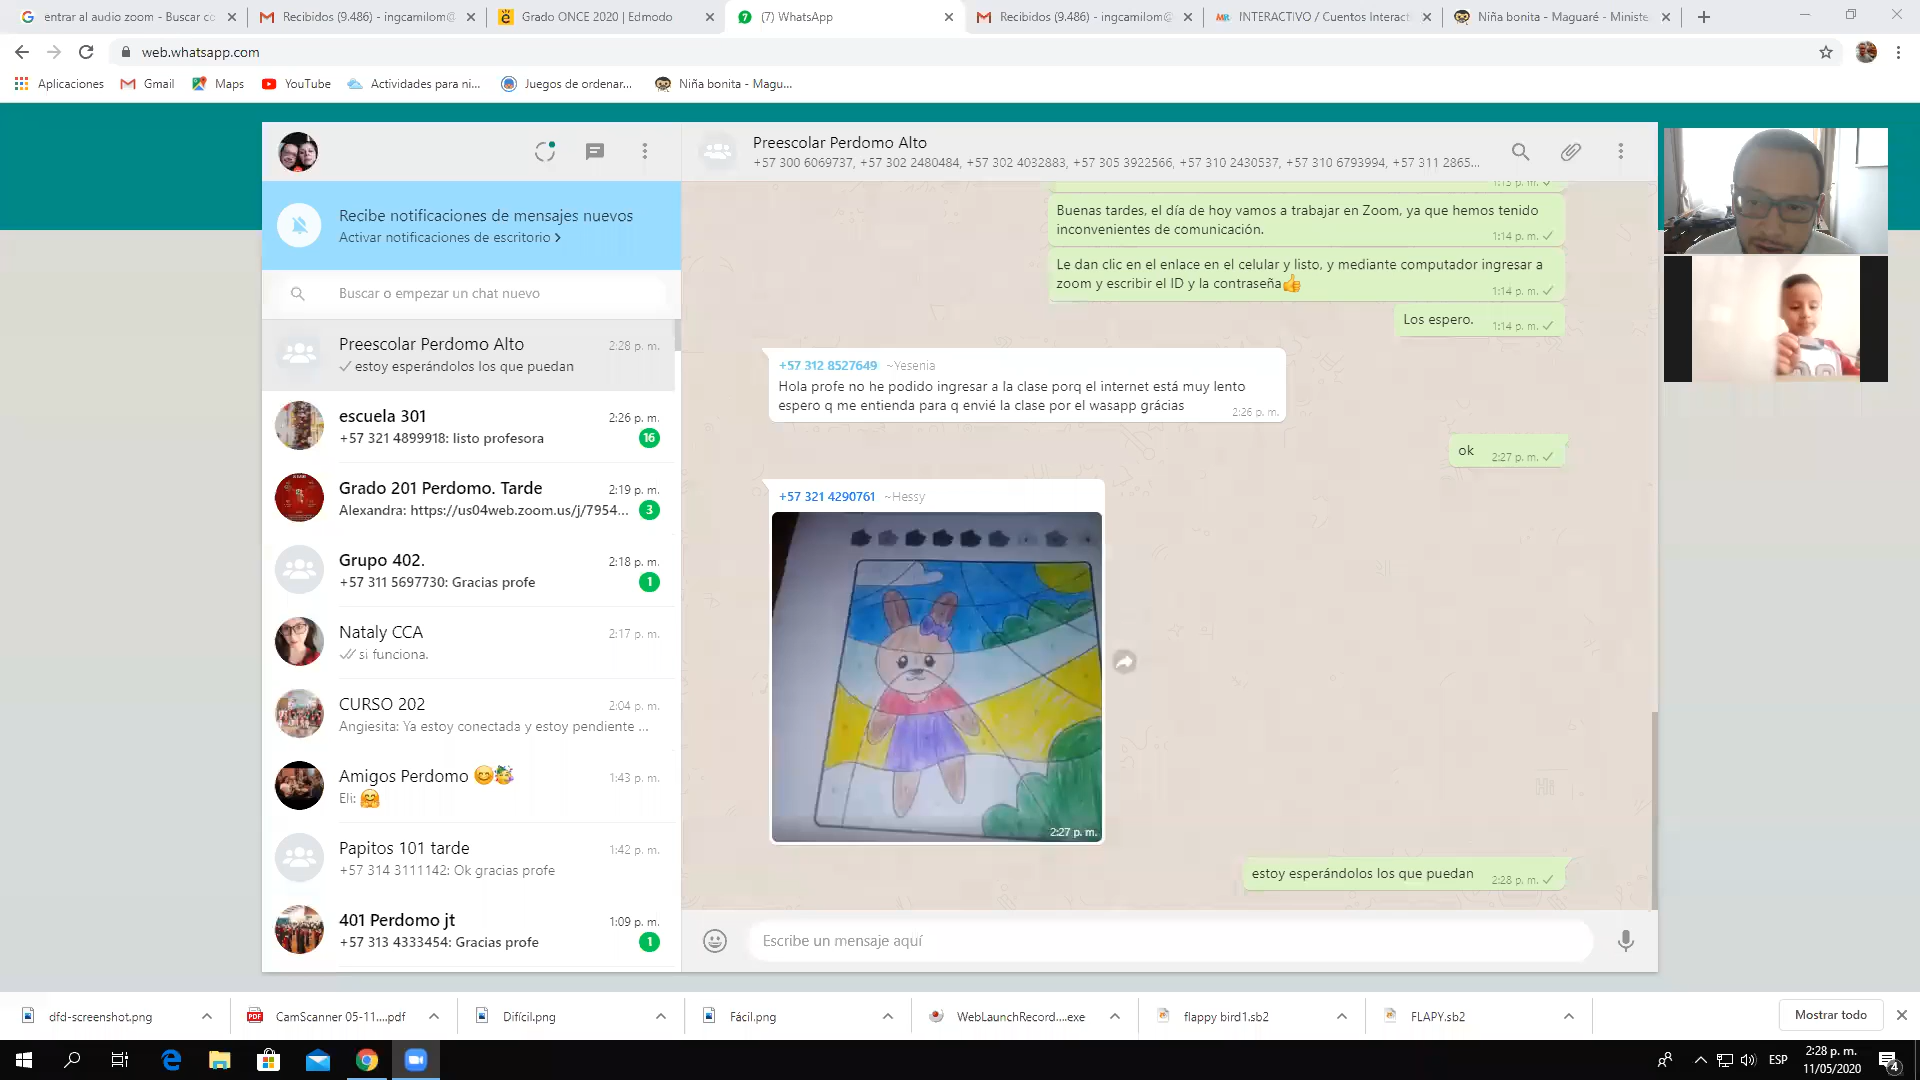 entrar al audio zoom - Buscar co
Recibidos (9.486) - ingcamilom@
Grado ONCE 2020 | Edmodo
(7) WhatsApp
Recibidos (9.486) - ingcamilom@
INTERACTIVO / Cuentos Interact
Niña bonita - Maguaré - Ministe
web.whatsapp.com
Aplicaciones
Gmail
Maps
YouTube
Actividades para ni...
Juegos de ordenar...
Niña bonita - Magu...
Recibe notificaciones de mensajes nuevos
Activar notificaciones de escritorio >
Buscar o empezar un chat nuevo
Preescolar Perdomo Alto 2:28 p. m.
estoy esperándolos los que puedan
escuela 301 2:26 p. m.
+57 321 4899918: listo profesora 16
Grado 201 Perdomo. Tarde 2:19 p. m.
Alexandra: https://us04web.zoom.us/j/7954... 3
Grupo 402. 2:18 p. m.
+57 311 5697730: Gracias profe 1
Nataly CCA 2:17 p. m.
si funciona.
CURSO 202 2:04 p. m.
Angiesita: Ya estoy conectada y estoy pendiente ...
Amigos Perdomo 😊🥳 1:43 p. m.
Eli: 🤗
Papitos 101 tarde 1:42 p. m.
+57 314 3111142: Ok gracias profe
401 Perdomo jt 1:09 p. m.
+57 313 4333454: Gracias profe 1
Preescolar Perdomo Alto
+57 300 6069737, +57 302 2480484, +57 302 4032883, +57 305 3922566, +57 310 2430537, +57 310 6793994, +57 311 2865...
1:13 p. m.
Buenas tardes, el día de hoy vamos a trabajar en Zoom, ya que hemos tenido
inconvenientes de comunicación. 1:14 p. m.
Le dan clic en el enlace en el celular y listo, y mediante computador ingresar a
zoom y escribir el ID y la contraseña👍 1:14 p. m.
Los espero. 1:14 p. m.
+57 312 8527649 ~Yesenia
Hola profe no he podido ingresar a la clase porq el internet está muy lento
espero q me entienda para q envié la clase por el wasapp grácias 2:26 p. m.
ok 2:27 p. m.
+57 321 4290761 ~Hessy
2:27 p. m.
estoy esperándolos los que puedan 2:28 p. m.
Escribe un mensaje aquí
dfd-screenshot.png
CamScanner 05-11....pdf
Difícil.png
Fácil.png
WebLaunchRecord....exe
flappy bird1.sb2
FLAPY.sb2
Mostrar todo
ESP
2:28 p. m.
11/05/2020
4